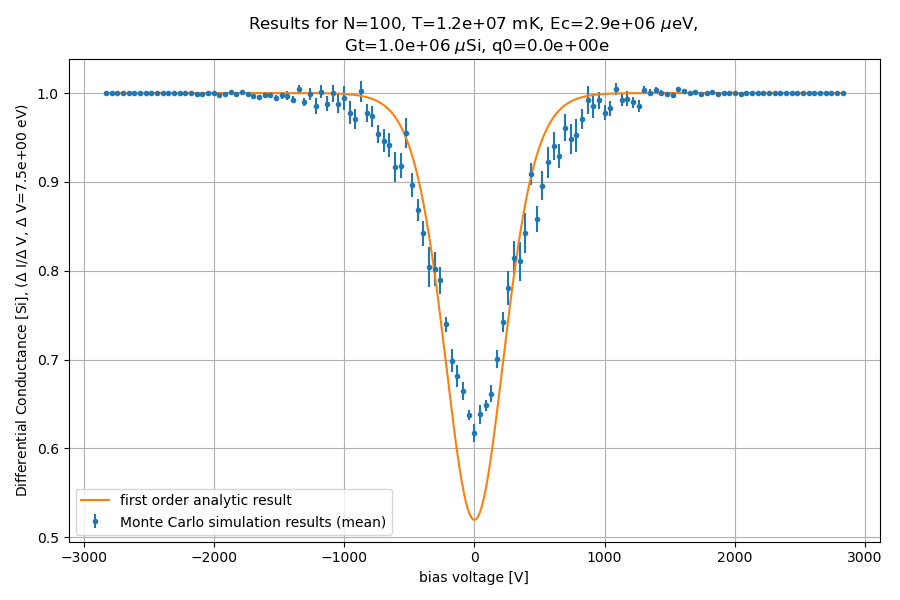 Results for N=100, T=1.2e+07 mK, Ec=2.9e+06 μeV,
Gt=1.0e+06 μSi, q0=0.0e+00e
Differential Conductance [Si], (Δ I/Δ V, Δ V=7.5e+00 eV)
1.0
0.9
0.8
0.7
0.6
0.5
first order analytic result
Monte Carlo simulation results (mean)
−3000 −2000 −1000 0 1000 2000 3000
bias voltage [V]